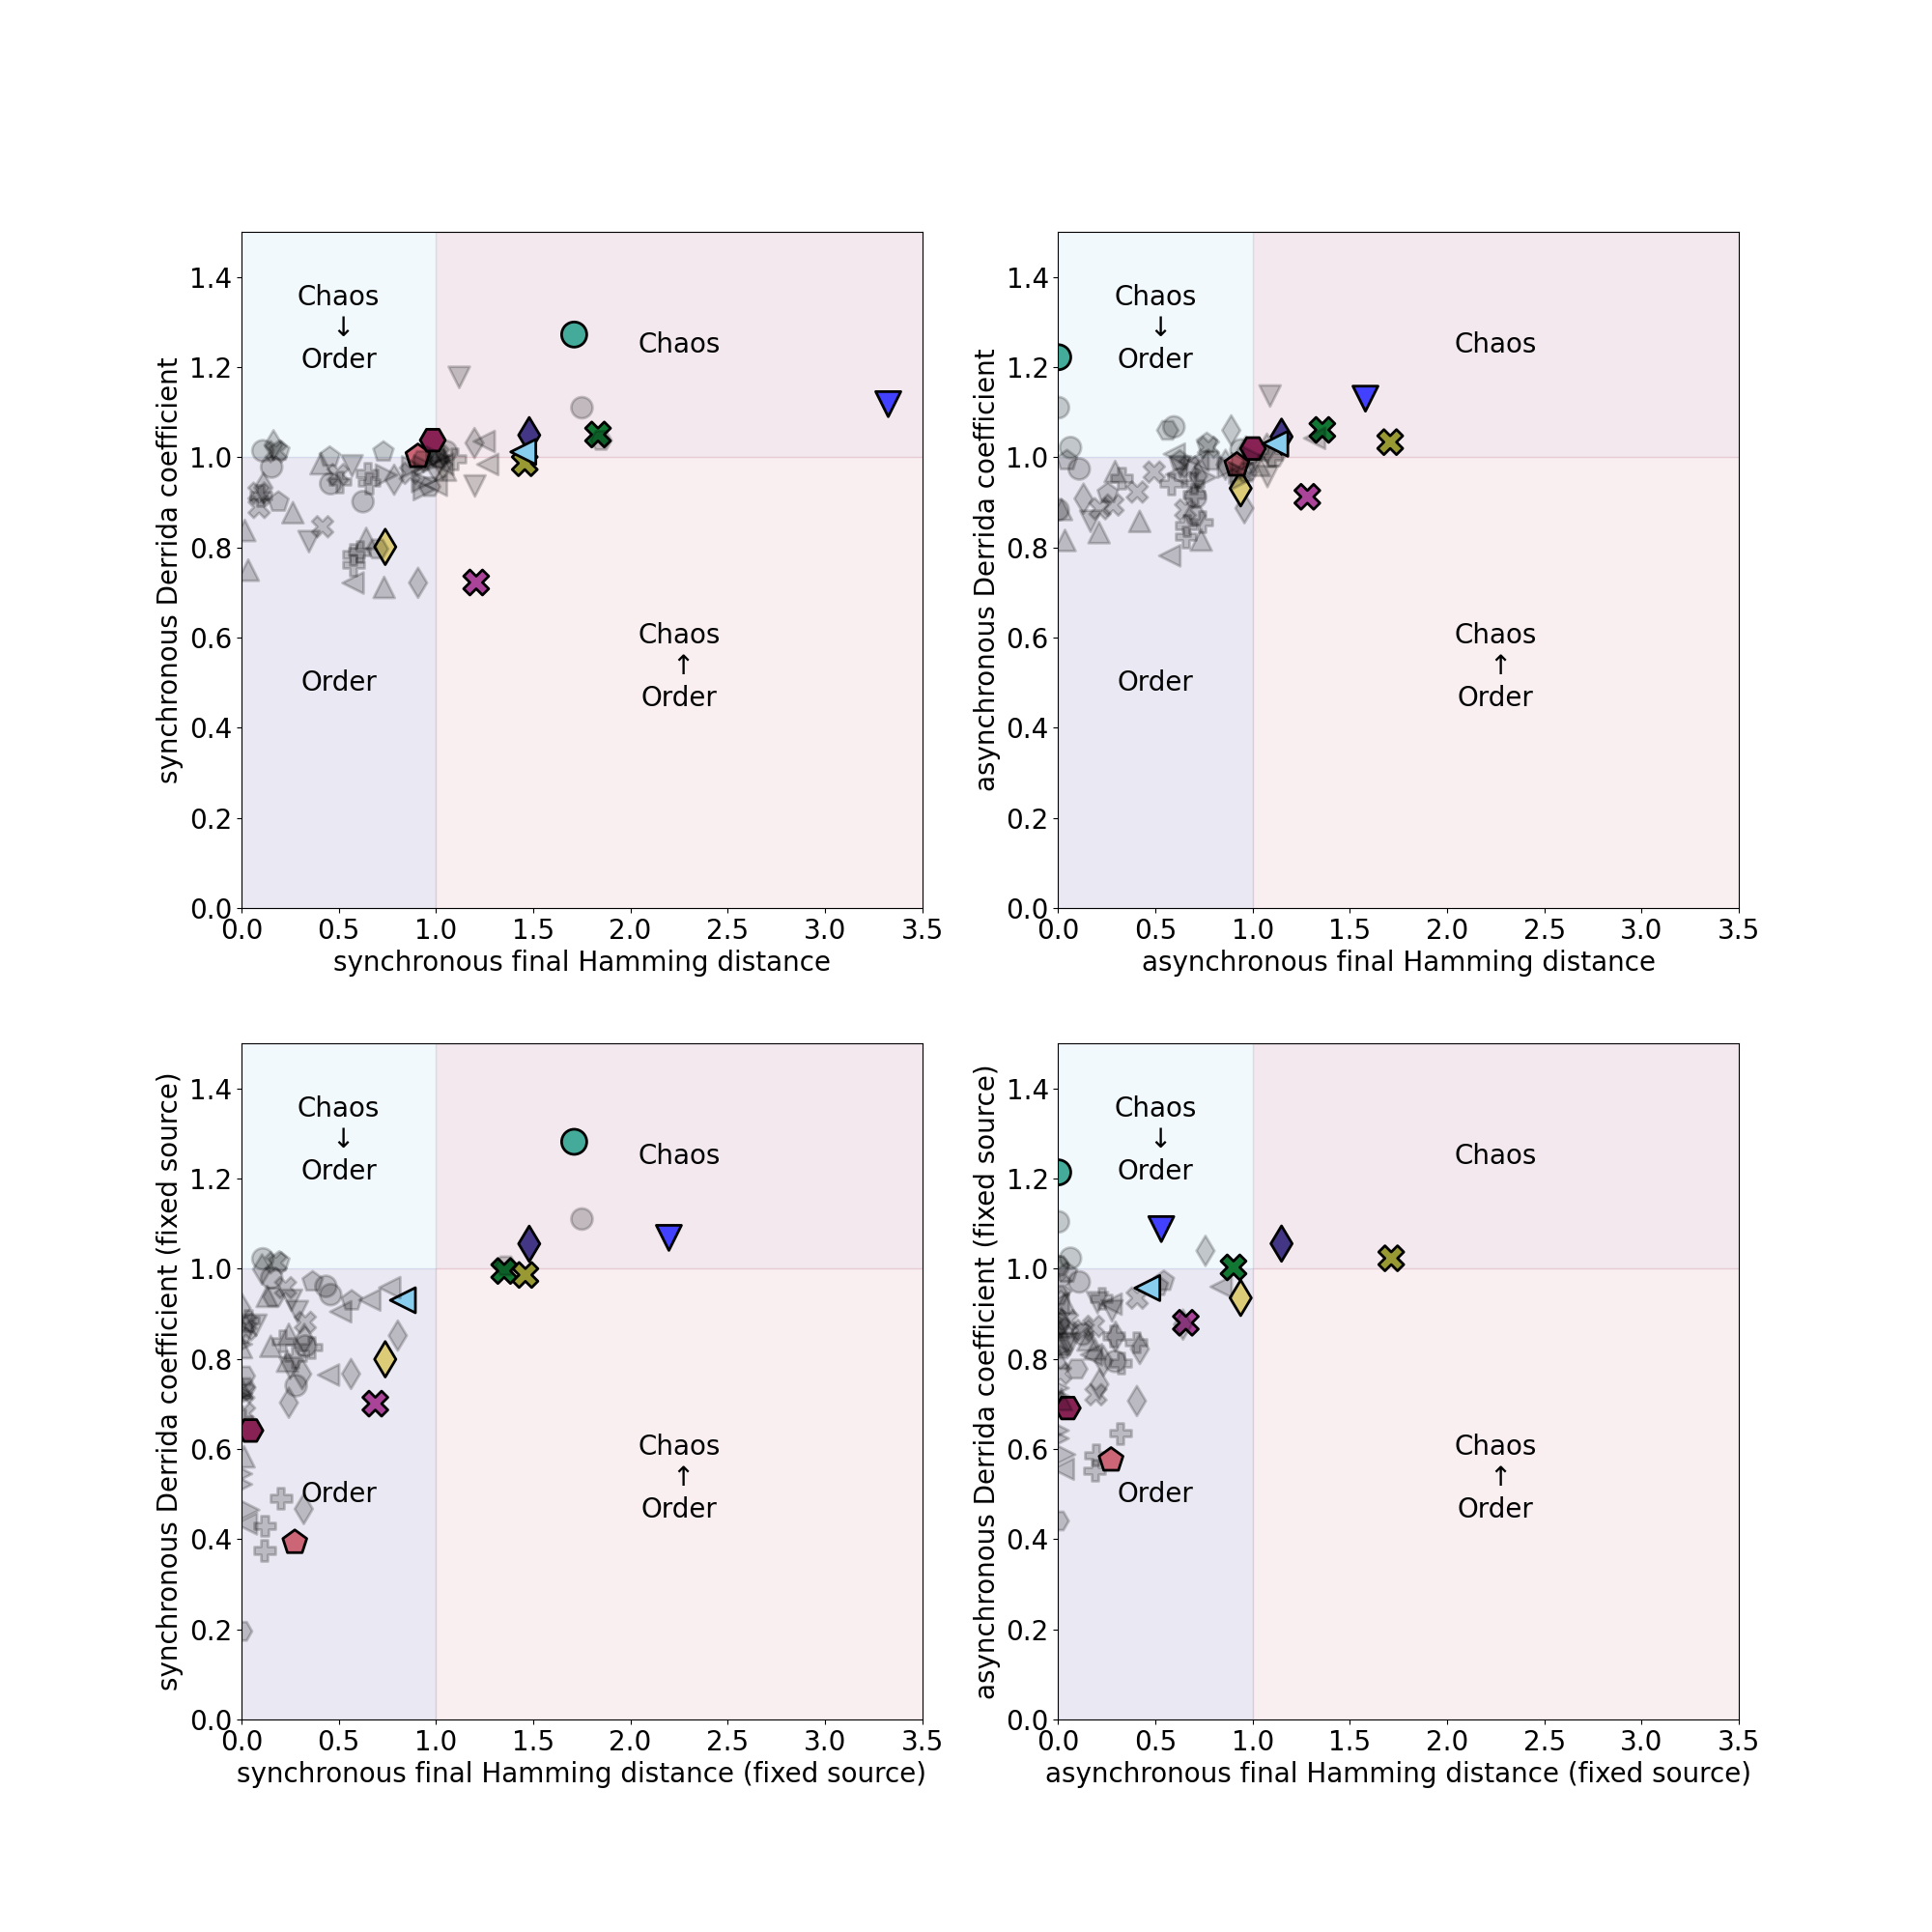 1.4
1.2
1.0
0.8
0.6
0.4
0.2
0.0
synchronous Derrida coefficient
Chaos
↓
Order
Chaos
Order
Chaos
↑
Order
0.0 0.5 1.0 1.5 2.0 2.5 3.0 3.5
synchronous final Hamming distance
1.4
1.2
1.0
0.8
0.6
0.4
0.2
0.0
asynchronous Derrida coefficient
Chaos
↓
Order
Chaos
Order
Chaos
↑
Order
0.0 0.5 1.0 1.5 2.0 2.5 3.0 3.5
asynchronous final Hamming distance
1.4
1.2
1.0
0.8
0.6
0.4
0.2
0.0
synchronous Derrida coefficient (fixed source)
Chaos
↓
Order
Chaos
Order
Chaos
↑
Order
0.0 0.5 1.0 1.5 2.0 2.5 3.0 3.5
synchronous final Hamming distance (fixed source)
1.4
1.2
1.0
0.8
0.6
0.4
0.2
0.0
asynchronous Derrida coefficient (fixed source)
Chaos
↓
Order
Chaos
Order
Chaos
↑
Order
0.0 0.5 1.0 1.5 2.0 2.5 3.0 3.5
asynchronous final Hamming distance (fixed source)